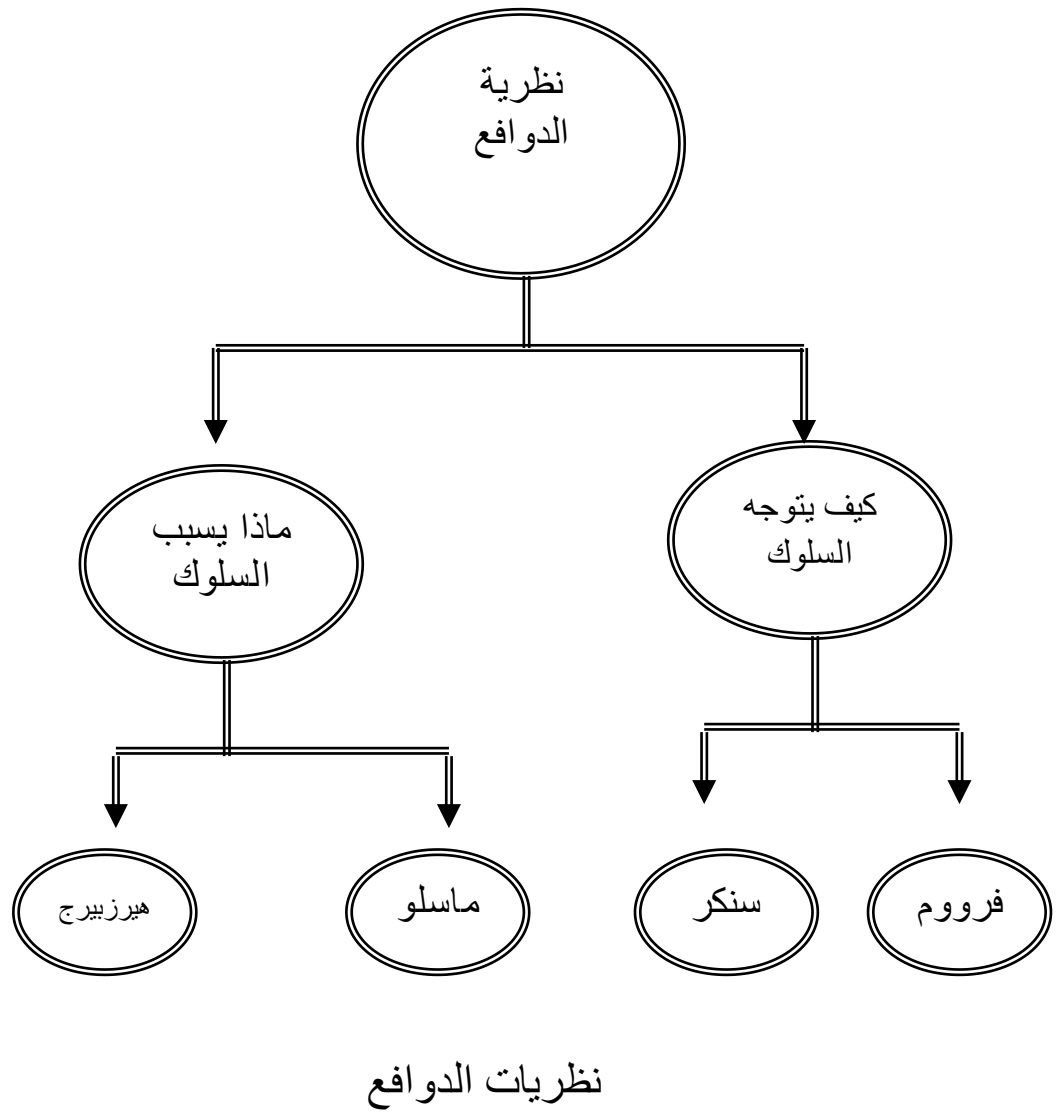 نظرية
الدوافع
كيف يتوجه
السلوك
ماذا يسبب
السلوك
فرووم
سنكر
ماسلو
هيرزبيرج
نظريات الدوافع